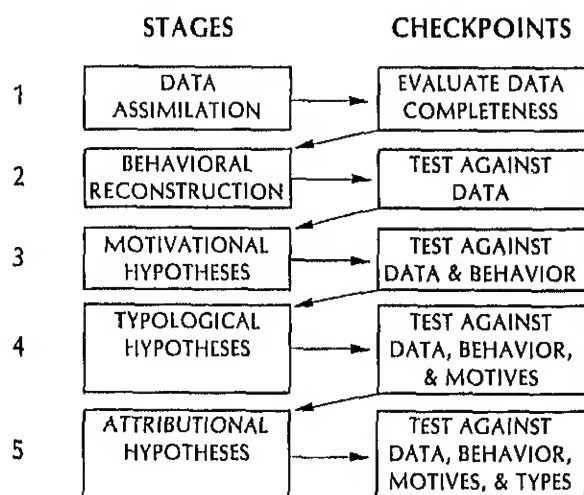 STAGES CHECKPOINTS
1
DATA
ASSIMILATION
EVALUATE DATA
COMPLETENESS
2
BEHAVIORAL
RECONSTRUCTION
TEST AGAINST
DATA
3
MOTIVATIONAL
HYPOTHESES
TEST AGAINST
DATA & BEHAVIOR
4
TYPOLOGICAL
HYPOTHESES
TEST AGAINST
DATA, BEHAVIOR,
& MOTIVES
5
ATTRIBUTIONAL
HYPOTHESES
TEST AGAINST
DATA, BEHAVIOR,
MOTIVES, & TYPES